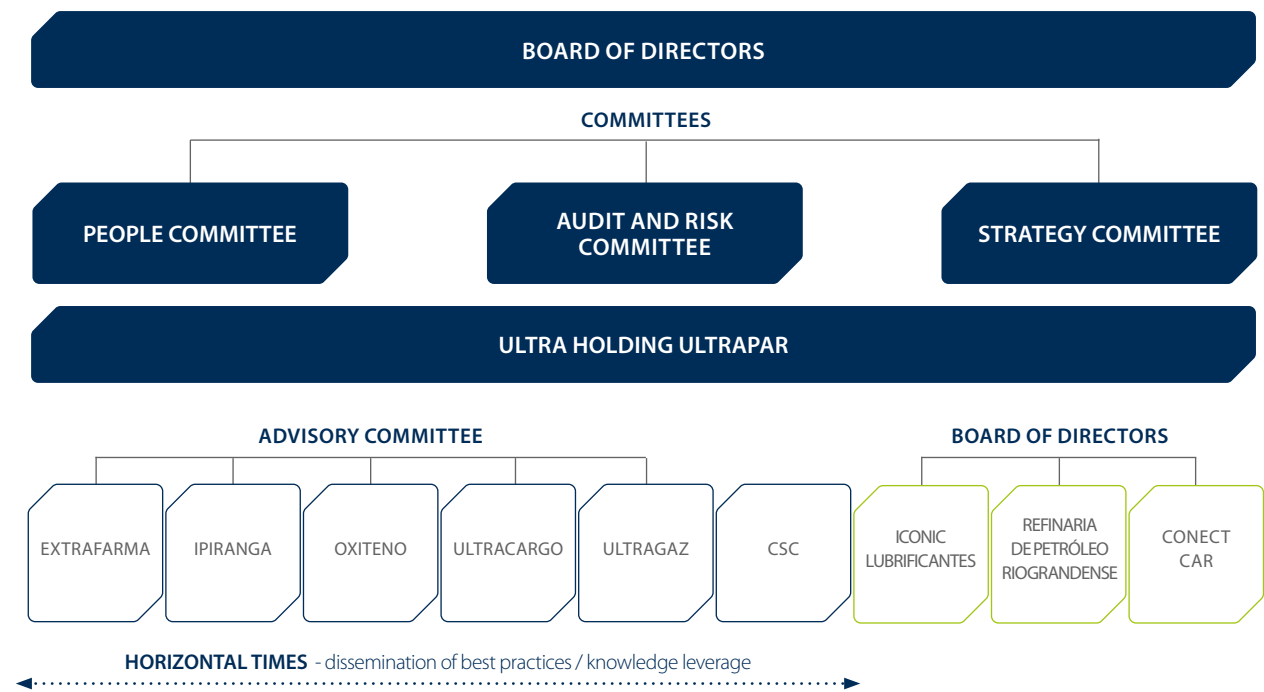 BOARD OF DIRECTORS
COMMITTEES
PEOPLE COMMITTEE
AUDIT AND RISK
COMMITTEE
STRATEGY COMMITTEE
ULTRA HOLDING ULTRAPAR
ADVISORY COMMITTEE
BOARD OF DIRECTORS
EXTRAFARMA
IPIRANGA
OXITENO
ULTRACARGO
ULTRAGAZ
CSC
ICONIC
LUBRIFICANTES
REFINARIA
DE PETRÓLEO
RIOGRANDENSE
CONECT
CAR
HORIZONTAL TIMES - dissemination of best practices / knowledge leverage